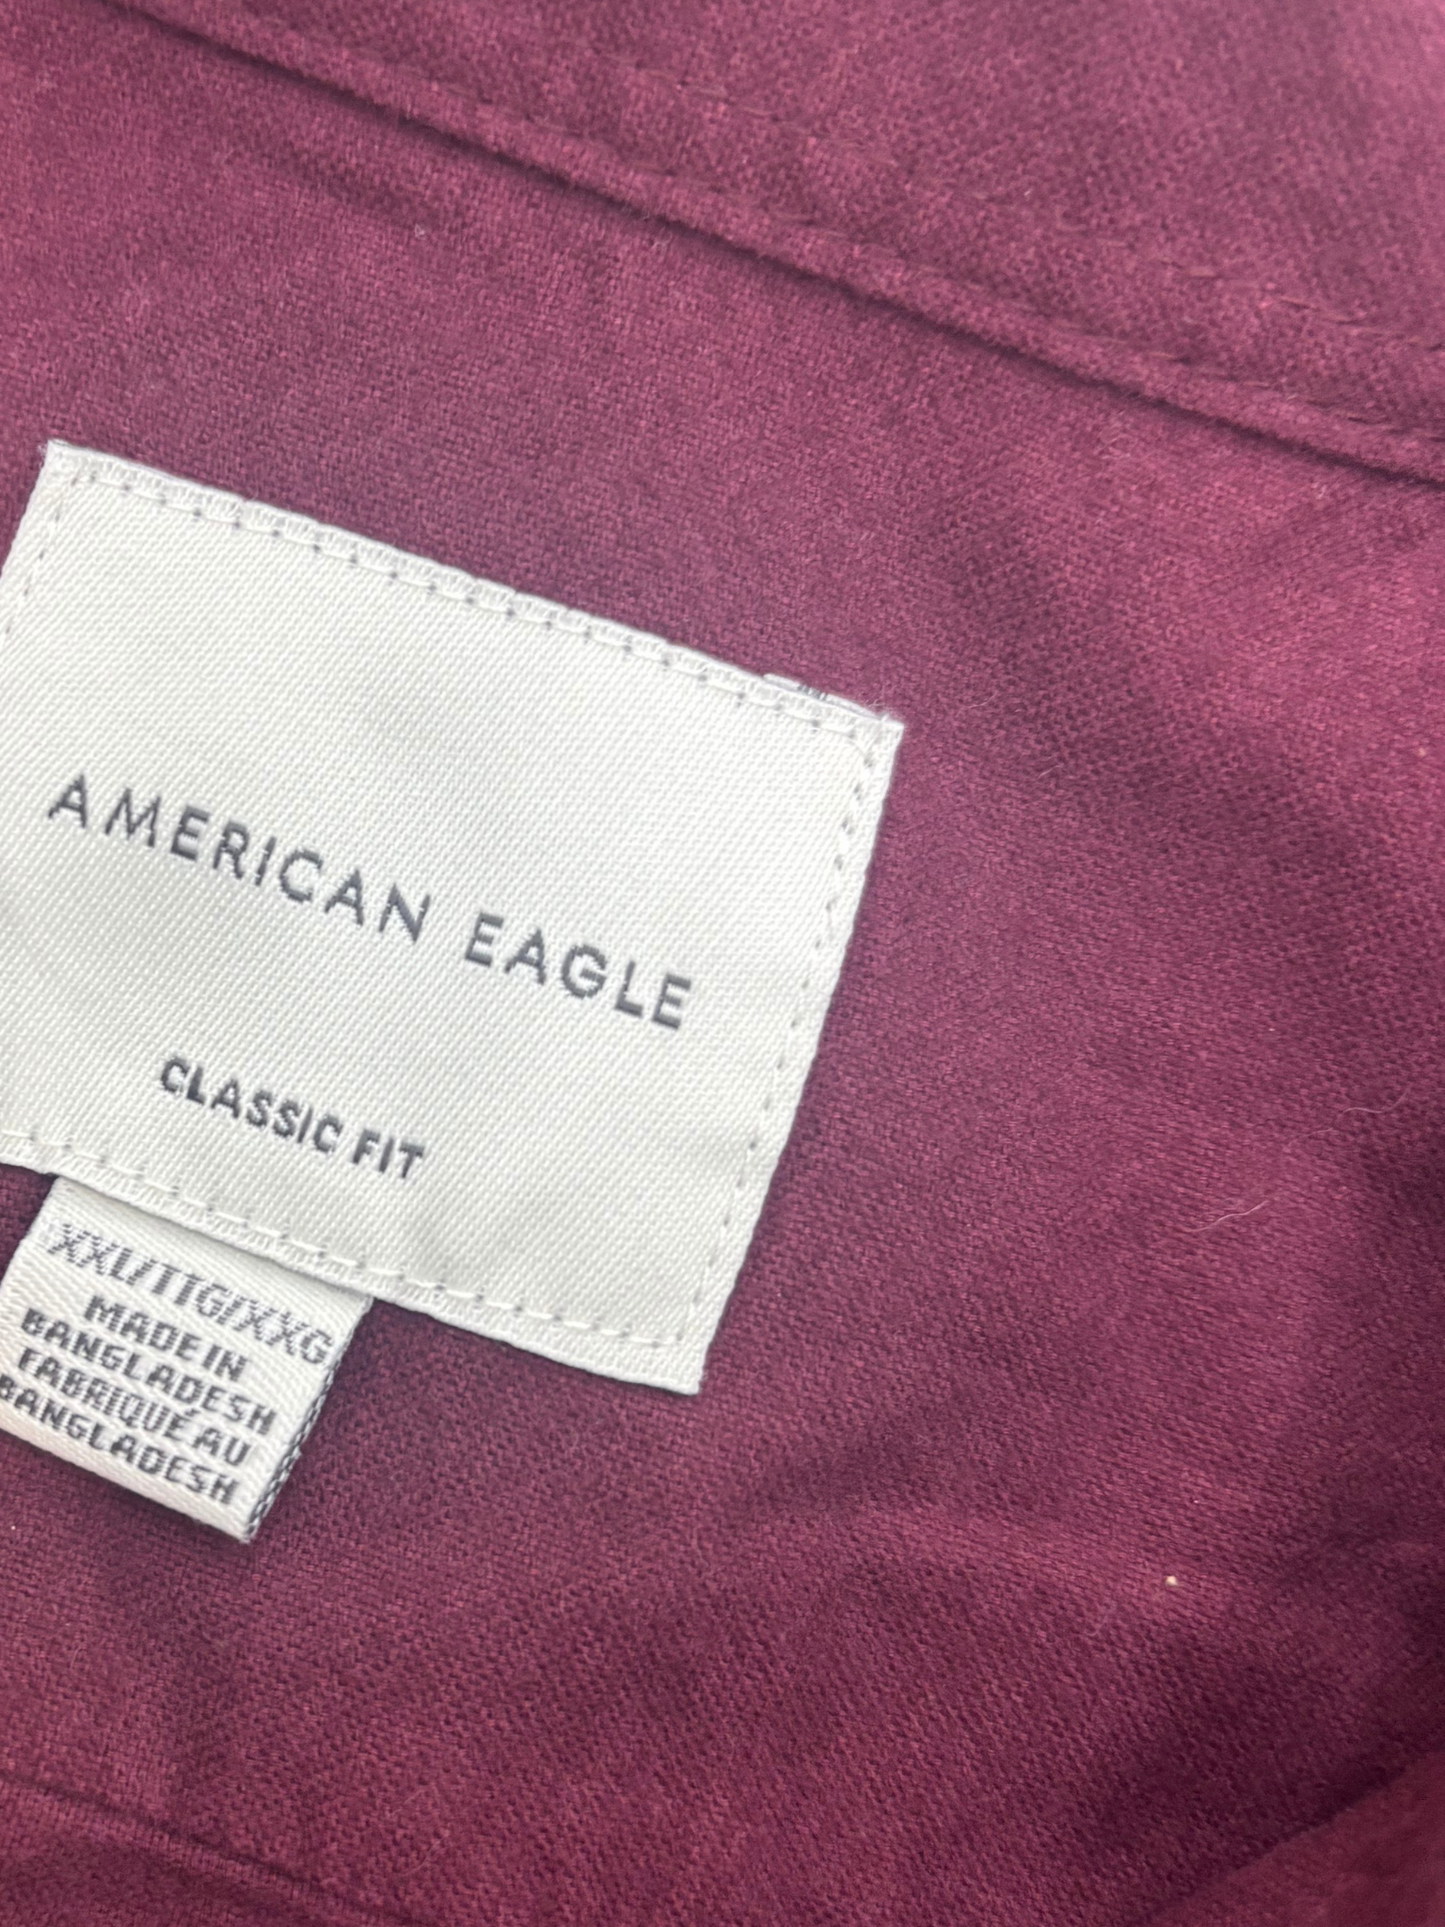 AMERICAN EAGLE
CLASSIC FIT
XXL/TTG/XXG
MADE IN
BANGLADESH
FABRIQUÉ AU
BANGLADESH